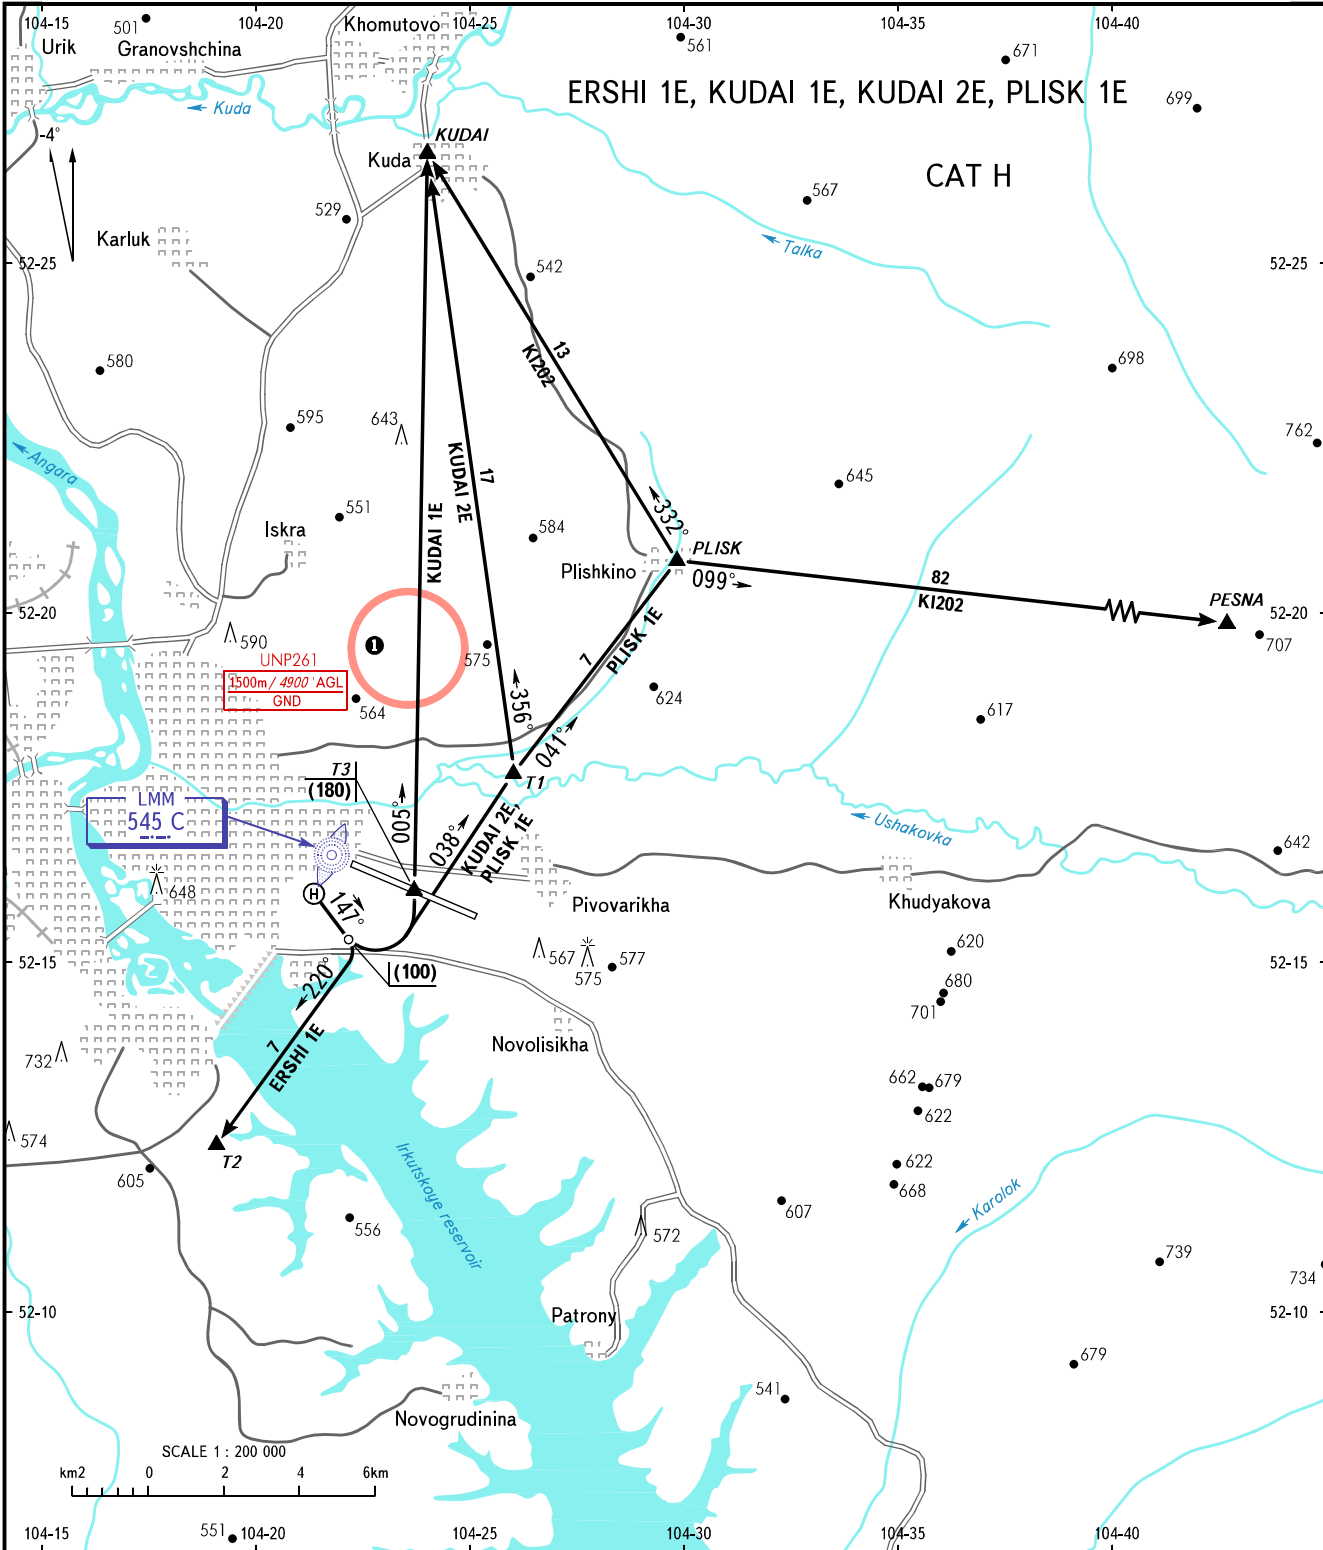 104-15
104-20
104-25
104-30
104-35
104-40
501
Urik
Granovshchina
Khomutovo
561
671
ERSHI 1E, KUDAI 1E, KUDAI 2E, PLISK 1E
699
Kuda
-4°
KUDAI
Kuda
CAT H
567
529
Karluk
Talka
52-25
542
52-25
13
KI202
580
698
595
643
762
Angara
17
KUDAI 2E
645
551
KUDAI 1E
332°
Iskra
584
PLISK
Plishkino
099°
82
KI202
PESNA
52-20
52-20
590
1
575
7
PLISK 1E
707
UNP261
1500m/ 4900 'AGL
GND
564
356°
624
617
041°
T3
(180)
T1
LMM
545 C
005°
038°
KUDAI 2E,
PLISK 1E
Ushakovka
642
648
H
147°
Pivovarikha
Khudyakova
567
575
577
620
52-15
(100)
52-15
220°
680
701
7
ERSHI 1E
Novolisikha
732
662
679
622
574
T2
Irkutskoye reservoir
605
622
668
Karolok
556
607
572
739
734
52-10
Patrony
52-10
679
541
Novogrudinina
SCALE 1 : 200 000
km2
0
2
4
6km
551
104-15
104-20
104-25
104-30
104-35
104-40